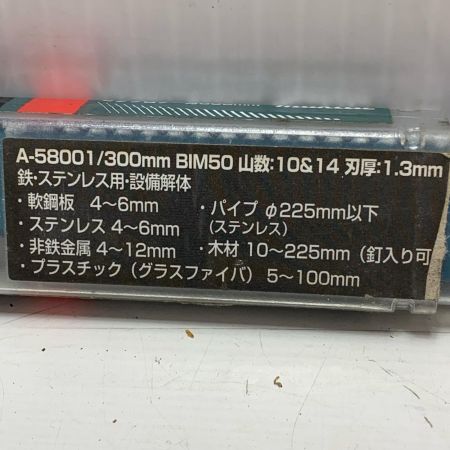 A-58001/300mm BIM50 山数:10&14 刃厚:1.3mm
鉄・ステンレス用・設備解体
・軟鋼板 4〜6mm
ステンレス 4〜6mm
・非鉄金属 4〜12mm
・プラスチック（グラスファイバ） 5〜100mm
・パイプ φ225mm以下
（ステンレス）
・木材 10〜225mm（釘入り可